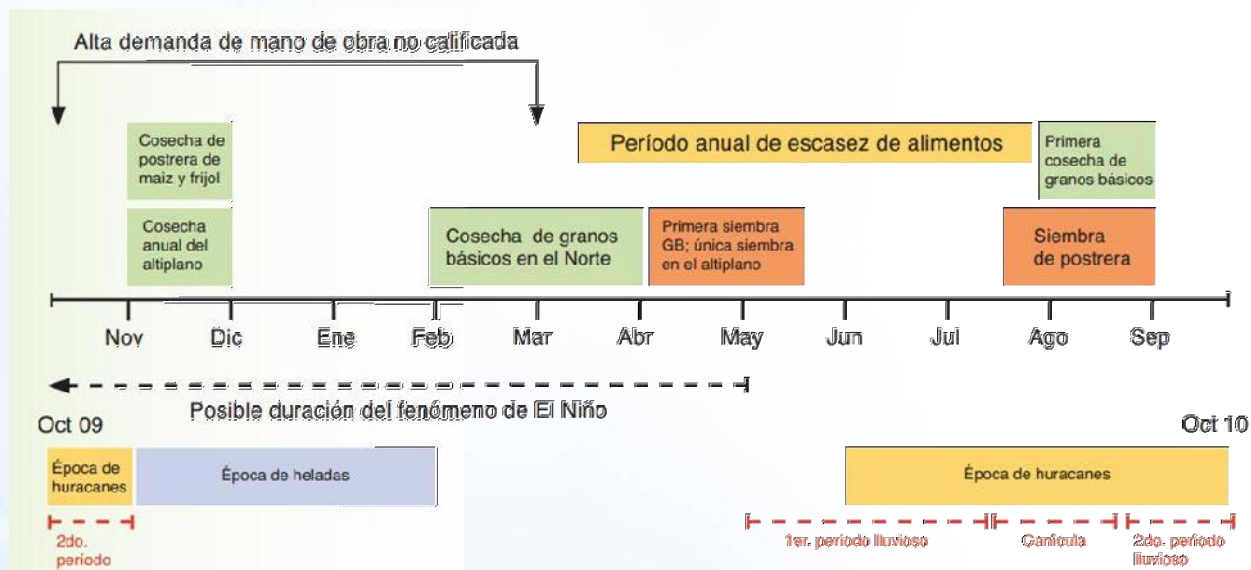 Alta demanda de mano de obra no calificada
Cosecha de
postrera de
maiz y frijol
Período anual de escasez de alimentos
Primera
cosecha de
granos básicos
Cosecha
anual del
altiplano
Cosecha de granos
básicos en el Norte
Primera siembra
GB; única siembra
en el altiplano
Siembra
de postrera
Nov Dic Ene Feb Mar Abr May Jun Jul Ago Sep
Posible duración del fenómeno de El Niño
Oct 09
Oct 10
Época de
huracanes
Época de heladas
Época de huracanes
2do.
período
1er. período lluvioso
Canícula
2do. período
lluvioso